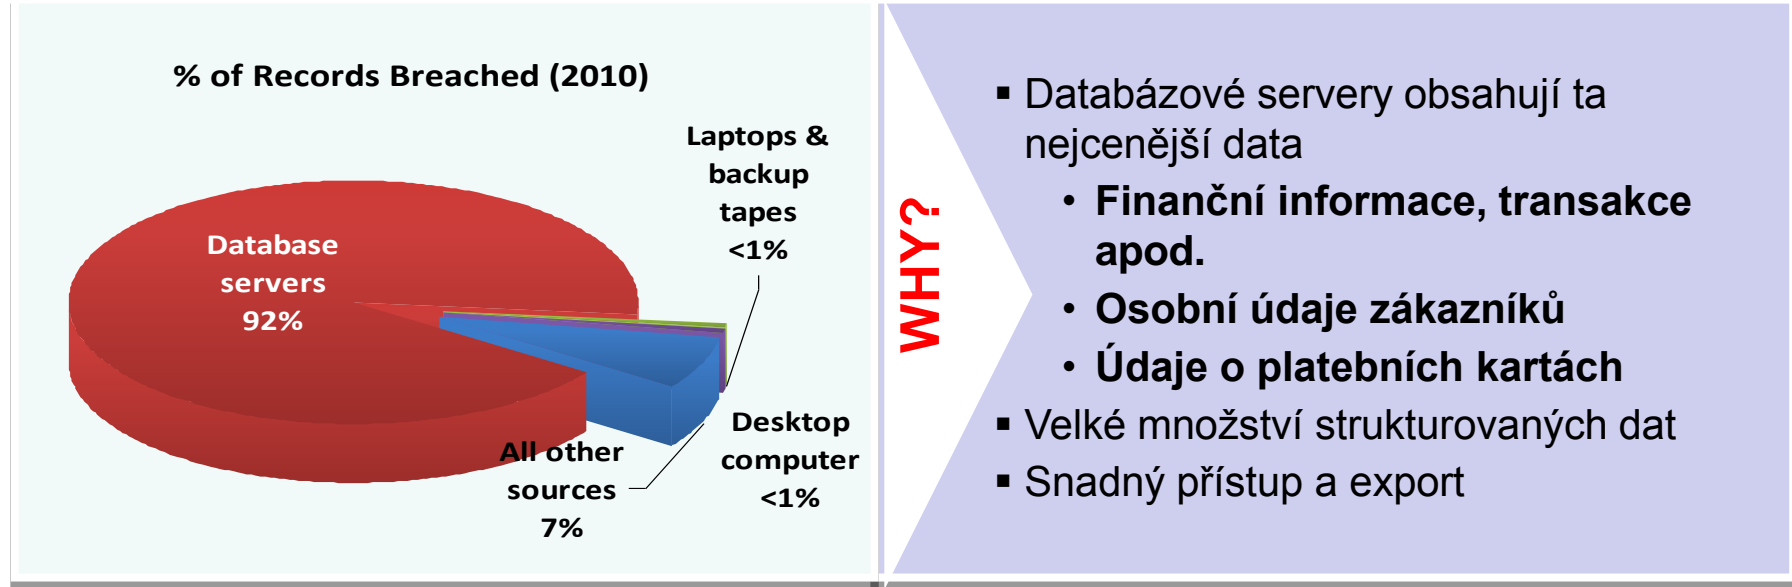 % of Records Breached (2010)
Laptops &
backup
tapes
<1%
Database
servers
92%
Desktop
computer
<1%
All other
sources
7%
WHY?
▪ Databázové servery obsahují ta
nejcenější data
• Finanční informace, transakce
apod.
• Osobní údaje zákazníků
• Údaje o platebních kartách
▪ Velké množství strukturovaných dat
▪ Snadný přístup a export